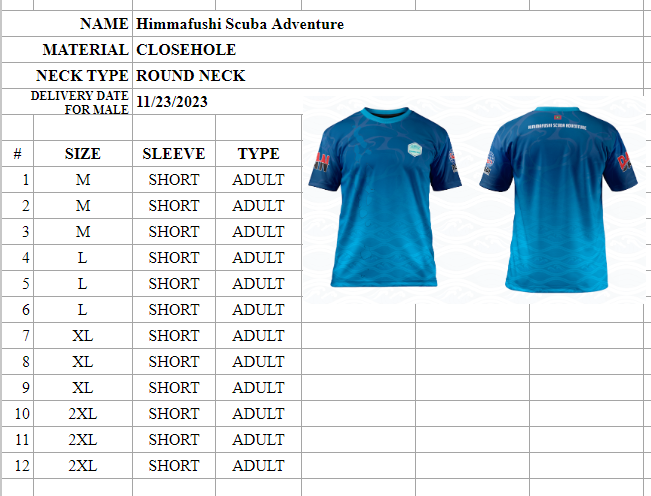 NAME Himmafushi Scuba Adventure
MATERIAL CLOSEHOLE
NECK TYPE ROUND NECK
DELIVERY DATE
FOR MALE 11/23/2023
# SIZE SLEEVE TYPE
1 M SHORT ADULT
2 M SHORT ADULT
3 M SHORT ADULT
4 L SHORT ADULT
5 L SHORT ADULT
6 L SHORT ADULT
7 XL SHORT ADULT
8 XL SHORT ADULT
9 XL SHORT ADULT
10 2XL SHORT ADULT
11 2XL SHORT ADULT
12 2XL SHORT ADULT
HIMMAFUSHI SCUBA ADVENTURE